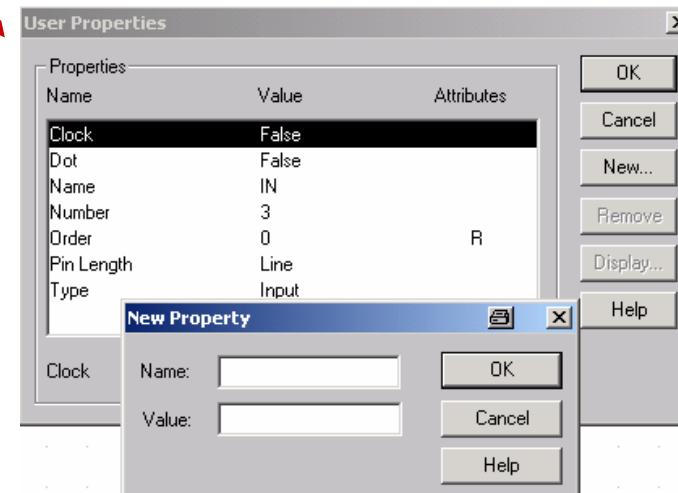 User Properties
Properties
Name Value Attributes
Clock False
Dot False
Name IN
Number 3
Order 0 R
Pin Length Line
Type Input
Clock
OK
Cancel
New...
Remove
Display...
Help
New Property
Name:
Value:
OK
Cancel
Help